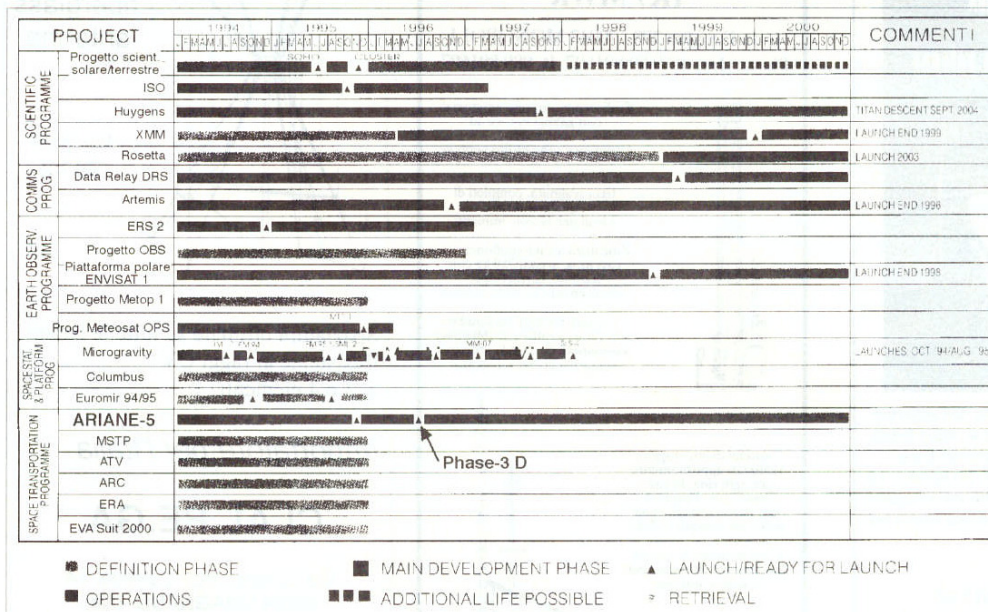 PROJECT
1994 1995 1996 1997 1998 1999 2000
COMMENTI
SCIENTIFIC
PROGRAMME
Progetto scient.
solare/terrestre
SOHO CLUSTER
ISO
Huygens TITAN DESCENT SEPT 2004
XMM LAUNCH END 1999
Rosetta LAUNCH 2003
COMMS
PROG
Data Relay DRS
Artemis LAUNCH END 1996
EARTH OBSERV.
PROGRAMME
ERS 2
Progetto OBS
Piattaforma polare
ENVISAT 1 LAUNCH END 1998
Progetto Metop 1
Prog. Meteosat OPS
SPACE STAT
& PLATFORM
PROG
Microgravity LAUNCHES OCT. 94/AUG.
Columbus
Euromir 94/95
SPACE TRANSPORTATION
PROGRAMME
ARIANE-5
MSTP
Phase-3 D
ATV
ARC
ERA
EVA Suit 2000
DEFINITION PHASE MAIN DEVELOPMENT PHASE LAUNCH/READY FOR LAUNCH
OPERATIONS ADDITIONAL LIFE POSSIBLE RETRIEVAL